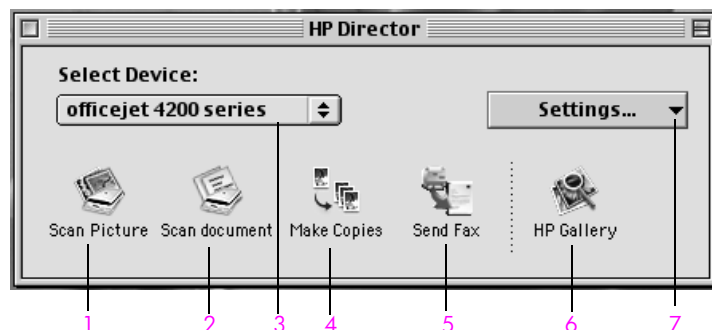 HP Director
Select Device:
officejet 4200 series
Settings...
Scan Picture Scan document Make Copies Send Fax HP Gallery
1 2 3 4 5 6 7